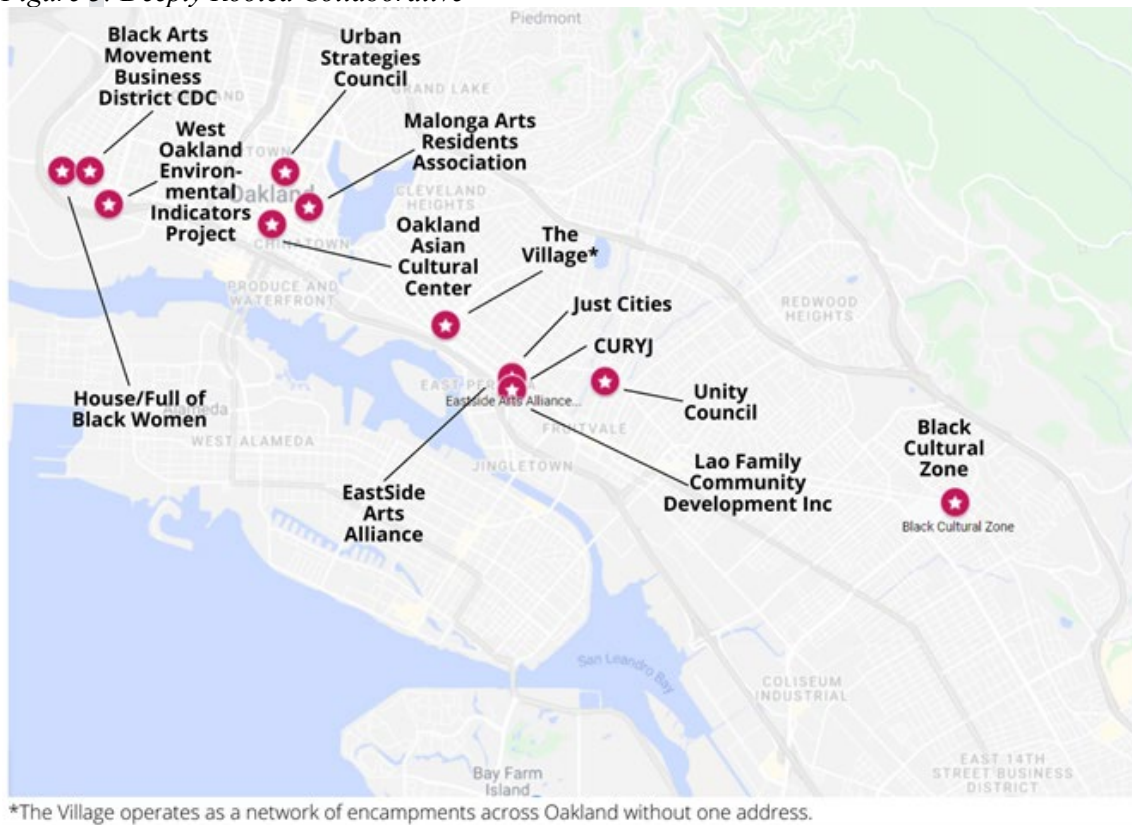 Figure 3: Deeply Rooted Collaborative
Piedmont
Black Arts
Movement
Business
District CDC
Urban
Strategies
Council
GRAND LAKE
West
Oakland
Environ-
mental
Indicators
Project
Malonga Arts
Residents
Association
Oakland
CLEVELAND
HEIGHTS
CHINATOWN
Oakland
Asian
Cultural
Center
The
Village*
PRODUCE AND
WATERFRONT
REDWOOD
HEIGHTS
Just Cities
CURYJ
House/Full of
Black Women
Alameda
Eastside Arts Alliance...
Unity
Council
WEST ALAMEDA
FRUITVALE
JINGLETOWN
Black
Cultural
Zone
Lao Family
Community
Development Inc
EastSide
Arts
Alliance
Black Cultural Zone
San Leandro
Bay
COLISEUM
INDUSTRIAL
Bay Farm
Island
EAST 14TH
STREET BUSINESS
DISTRICT
*The Village operates as a network of encampments across Oakland without one address.